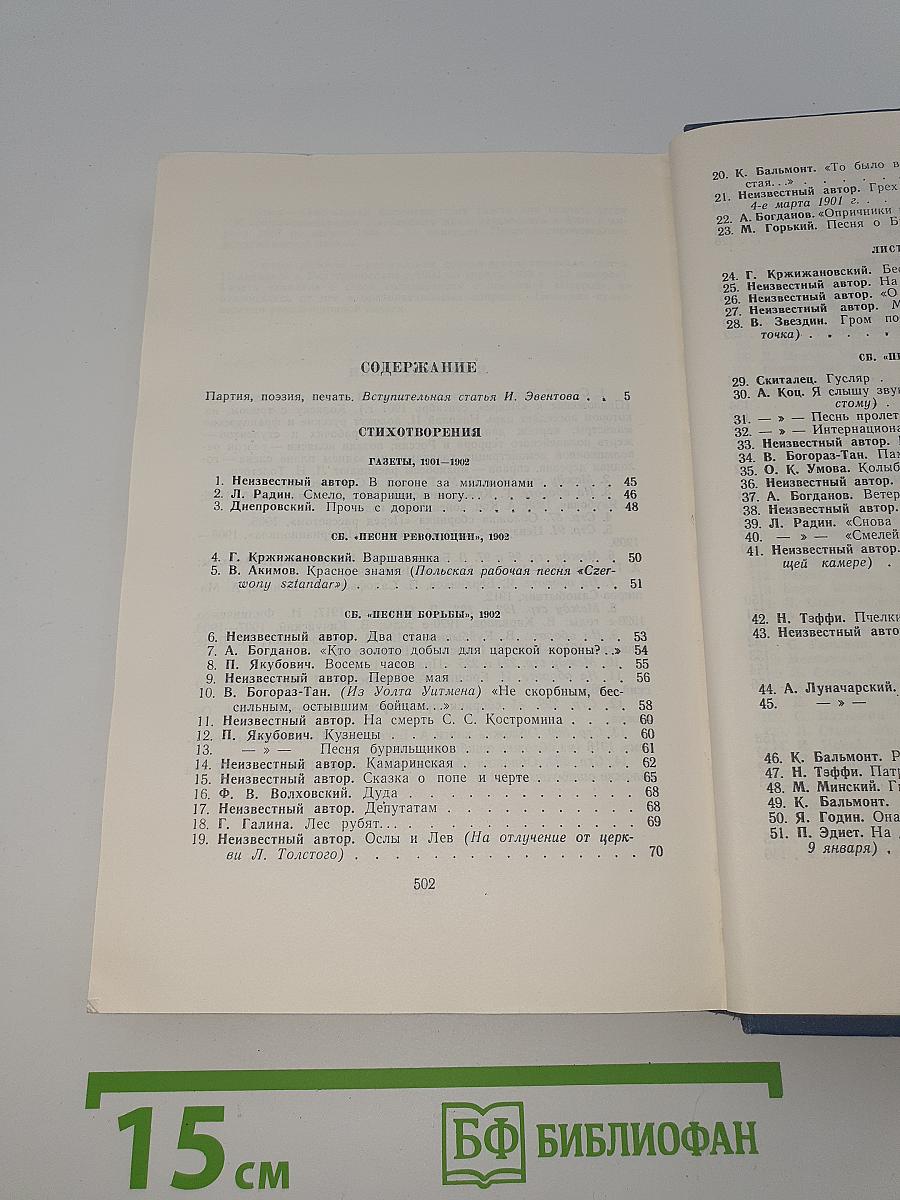 СОДЕРЖАНИЕ
Партия, поэзия, печать. Вступительная статья И. Эвентова . . 5
СТИХОТВОРЕНИЯ
ГАЗЕТЫ, 1901—1902
1. Неизвестный автор. В погоне за миллионами . . . . . 45
2. Л. Радин. Смело, товарищи, в ногу... . . . . . . . . . 46
3. Днепровский. Прочь с дороги . . . . . . . . . . . . 48
СБ. «ПЕСНИ РЕВОЛЮЦИИ», 1902
4. Г. Кржижановский. Варшавянка . . . . . . . . . . . 50
5. В. Акимов. Красное знамя (Польская рабочая песня «Czer-
wony sztandar») . . . . . . . . . . . . . . . . . . 51
СБ. «ПЕСНИ БОРЬБЫ», 1902
6. Неизвестный автор. Два стана . . . . . . . . . . . . 53
7. А. Богданов. «Кто золото добыл для царской короны?..» 54
8. П. Якубович. Восемь часов . . . . . . . . . . . . . 55
9. Неизвестный автор. Первое мая . . . . . . . . . . . 56
10. В. Богораз-Тан. (Из Уолта Уитмена) «Не скорбным, бес-
сильным, остывшим бойцам...» . . . . . . . . . . . 58
11. Неизвестный автор. На смерть С. С. Костромина . . . . 60
12. П. Якубович. Кузнецы . . . . . . . . . . . . . . . 60
13. — » — Песня бурильщиков . . . . . . . . . . . 61
14. Неизвестный автор. Камаринская . . . . . . . . . . 62
15. Неизвестный автор. Сказка о попе и черте . . . . . . 65
16. Ф. В. Волховский. Дуда . . . . . . . . . . . . . . 68
17. Неизвестный автор. Депутатам . . . . . . . . . . . 68
18. Г. Галина. Лес рубят... . . . . . . . . . . . . . . 69
19. Неизвестный автор. Ослы и Лев (На отлучение от церк-
ви Л. Толстого) . . . . . . . . . . . . . . . . . . 70
502
20. К. Бальмонт. «То было в
стая...» . . . . .
21. Неизвестный автор. Грех
4-е марта 1901 г. . .
22. А. Богданов. «Опричники
23. М. Горький. Песня о Б
ЛИСТ
24. Г. Кржижановский. Бес
25. Неизвестный автор. На
26. Неизвестный автор. «О
27. Неизвестный автор. М
28. В. Звездин. Гром по
точка) . . . .
СБ. «ПЕ
29. Скиталец. Гусляр .
30. А. Коц. Я слышу зву
стому) .
31. — » — Песнь пролет
32. — » — Интернациона
33. Неизвестный автор.
34. В. Богораз-Тан. Пам
35. О. К. Умова. Колыб
36. Неизвестный автор.
37. А. Богданов. Ветер
38. Неизвестный автор.
39. Л. Радин. «Снова
40. — » — «Смелей
41. Неизвестный автор.
щей камере) .
42. Н. Тэффи. Пчелки
43. Неизвестный авто
44. А. Луначарский.
45. — » —
46. К. Бальмонт. Р
47. Н. Тэффи. Патр
48. М. Минский. Ги
49. К. Бальмонт.
50. Я. Годин. Она
51. П. Эдиет. На
9 января) .
15 см
БФ БИБЛИОФАН